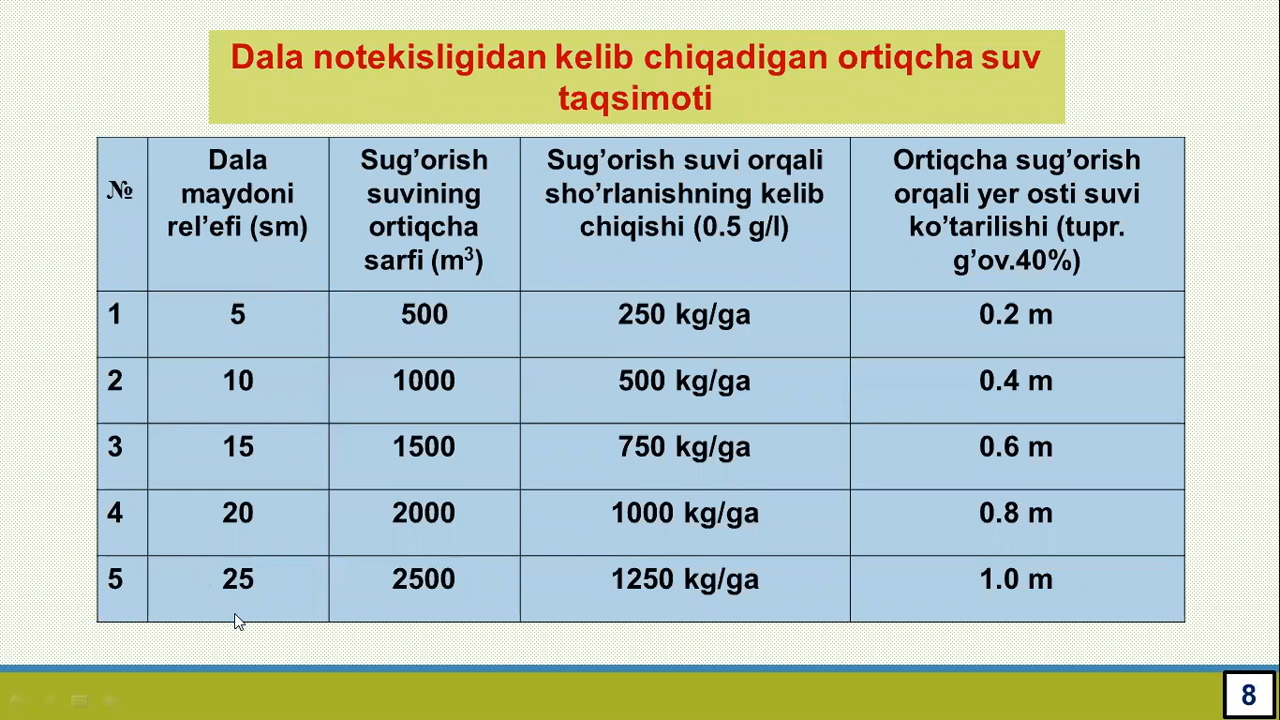 Dala notekisligidan kelib chiqadigan ortiqcha suv
taqsimoti
№
Dala
maydoni
rel’efi (sm)
Sug’orish
suvining
ortiqcha
sarfi (m³)
Sug’orish suvi orqali
sho’rlanishning kelib
chiqishi (0.5 g/l)
Ortiqcha sug’orish
orqali yer osti suvi
ko’tarilishi (tupr.
g’ov.40%)
1 5 500 250 kg/ga 0.2 m
2 10 1000 500 kg/ga 0.4 m
3 15 1500 750 kg/ga 0.6 m
4 20 2000 1000 kg/ga 0.8 m
5 25 2500 1250 kg/ga 1.0 m
8